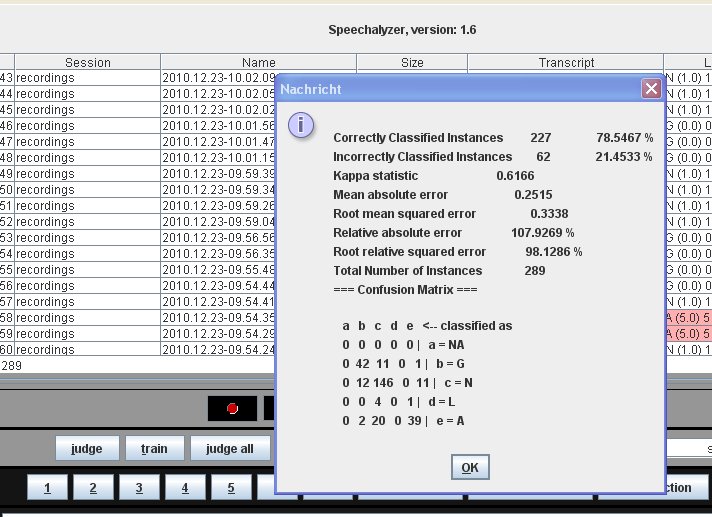 Speechalyzer, version: 1.6
Session Name Size Transcript L
43 recordings 2010.12.23-10.02.09 N (1.0) 1
44 recordings 2010.12.23-10.02.05 N (1.0) 1
45 recordings 2010.12.23-10.02.02 N (1.0) 1
46 recordings 2010.12.23-10.01.56 G (0.0) 0
47 recordings 2010.12.23-10.01.47 G (0.0) 0
48 recordings 2010.12.23-10.01.15 G (0.0) 0
49 recordings 2010.12.23-09.59.39 N (1.0) 1
50 recordings 2010.12.23-09.59.34 N (1.0) 1
51 recordings 2010.12.23-09.59.26 N (1.0) 1
52 recordings 2010.12.23-09.59.04 N (1.0) 1
53 recordings 2010.12.23-09.56.56 G (0.0) 0
54 recordings 2010.12.23-09.56.35 G (0.0) 0
55 recordings 2010.12.23-09.55.48 G (0.0) 0
56 recordings 2010.12.23-09.54.44 G (0.0) 0
57 recordings 2010.12.23-09.54.41 N (1.0) 1
58 recordings 2010.12.23-09.54.35 A (5.0) 5
59 recordings 2010.12.23-09.54.29 A (5.0) 5
60 recordings 2010.12.23-09.54.24 N (1.0) 1
289
Nachricht
Correctly Classified Instances 227 78.5467 %
Incorrectly Classified Instances 62 21.4533 %
Kappa statistic 0.6166
Mean absolute error 0.2515
Root mean squared error 0.3338
Relative absolute error 107.9269 %
Root relative squared error 98.1286 %
Total Number of Instances 289
=== Confusion Matrix ===
a b c d e <-- classified as
0 0 0 0 0 | a = NA
0 42 11 0 1 | b = G
0 12 146 0 11 | c = N
0 0 4 0 1 | d = L
0 2 20 0 39 | e = A
OK
judge train judge all s
1 2 3 4 5 ction